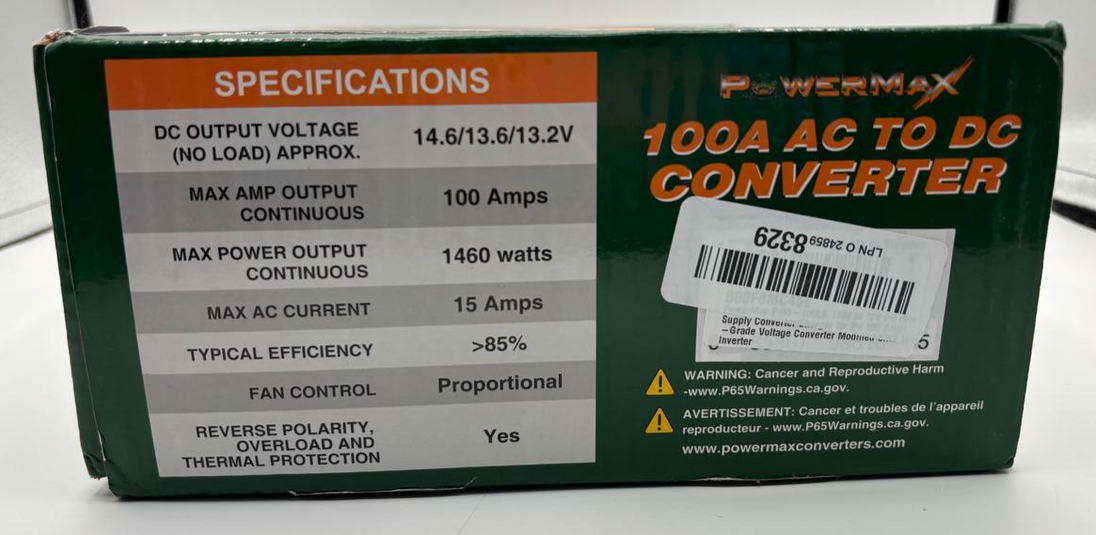 SPECIFICATIONS
DC OUTPUT VOLTAGE
(NO LOAD) APPROX.
14.6/13.6/13.2V
MAX AMP OUTPUT
CONTINUOUS
100 Amps
MAX POWER OUTPUT
CONTINUOUS
1460 watts
MAX AC CURRENT
15 Amps
TYPICAL EFFICIENCY
>85%
FAN CONTROL
Proportional
REVERSE POLARITY,
OVERLOAD AND
THERMAL PROTECTION
Yes
POWERMAX
100A AC TO DC
CONVERTER
LPN O 24859 8329
Supply
–Grade Voltage Converter Modified
Inverter
5
WARNING: Cancer and Reproductive Harm
-www.P65Warnings.ca.gov.
AVERTISSEMENT: Cancer et troubles de l'appareil
reproducteur - www.P65Warnings.ca.gov.
www.powermaxconverters.com